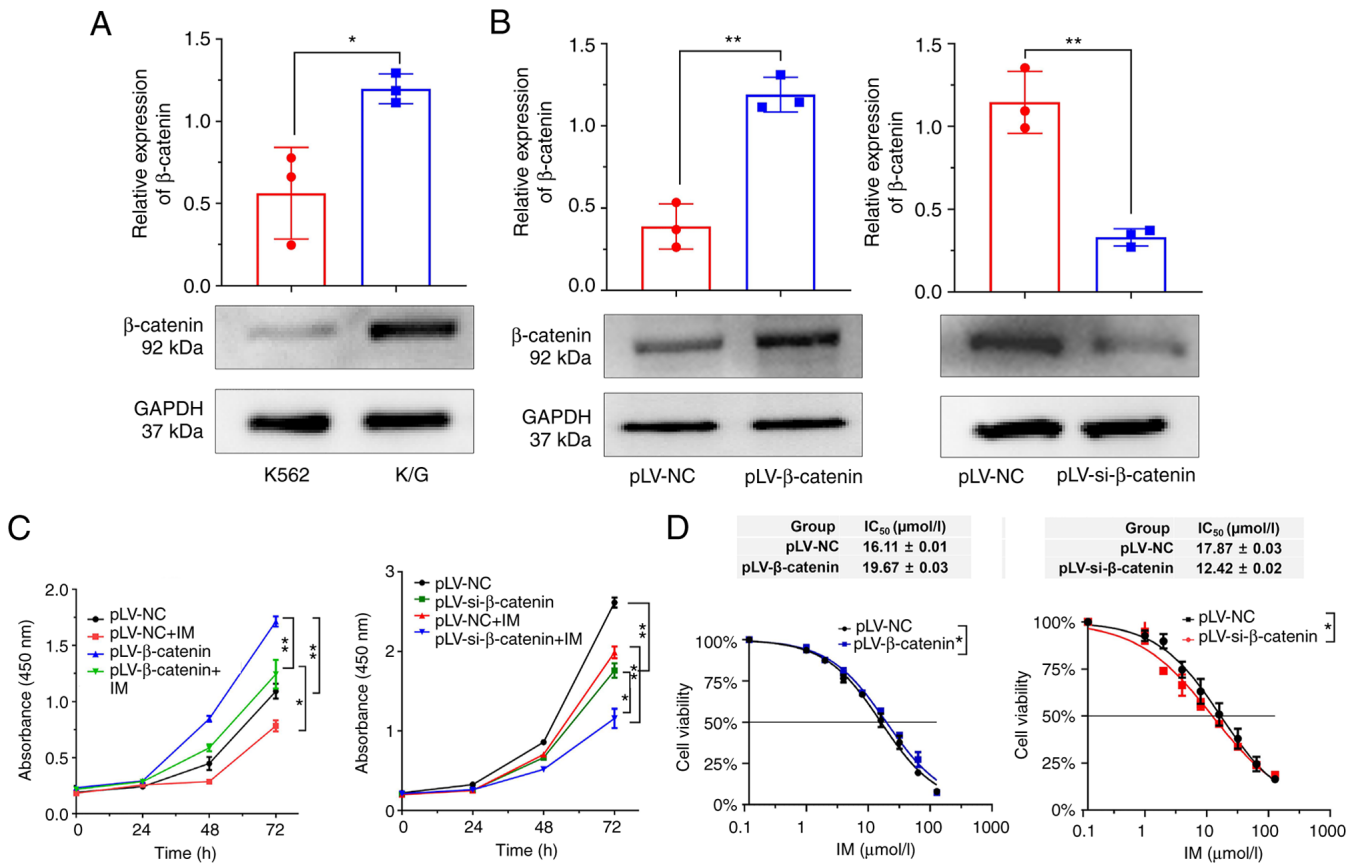 A
B
*
**
**
1.5
1.0
0.5
0.0
Relative expression
of β-catenin
1.5
1.0
0.5
0.0
Relative expression
of β-catenin
1.5
1.0
0.5
0.0
Relative expression
of β-catenin
β-catenin
92 kDa
GAPDH
37 kDa
K562
K/G
β-catenin
92 kDa
GAPDH
37 kDa
pLV-NC
pLV-β-catenin
pLV-NC
pLV-si-β-catenin
C
2.0
1.5
1.0
0.5
0.0
Absorbance (450 nm)
pLV-NC
pLV-NC+IM
pLV-β-catenin
pLV-β-catenin+
IM
**
**
*
0
24
48
72
Time (h)
3
2
1
0
Absorbance (450 nm)
pLV-NC
pLV-si-β-catenin
pLV-NC+IM
pLV-si-β-catenin+IM
**
**
*
0
24
48
72
Time (h)
D
Group IC50 (μmol/l)
pLV-NC 16.11 ± 0.01
pLV-β-catenin 19.67 ± 0.03
Group IC50 (μmol/l)
pLV-NC 17.87 ± 0.03
pLV-si-β-catenin 12.42 ± 0.02
pLV-NC
pLV-β-catenin
*
100%
75%
50%
25%
0%
Cell viability
0.1
1
10
100
1000
IM (μmol/l)
pLV-NC
pLV-si-β-catenin
*
100%
75%
50%
25%
0%
Cell viability
0.1
1
10
100
1000
IM (μmol/l)